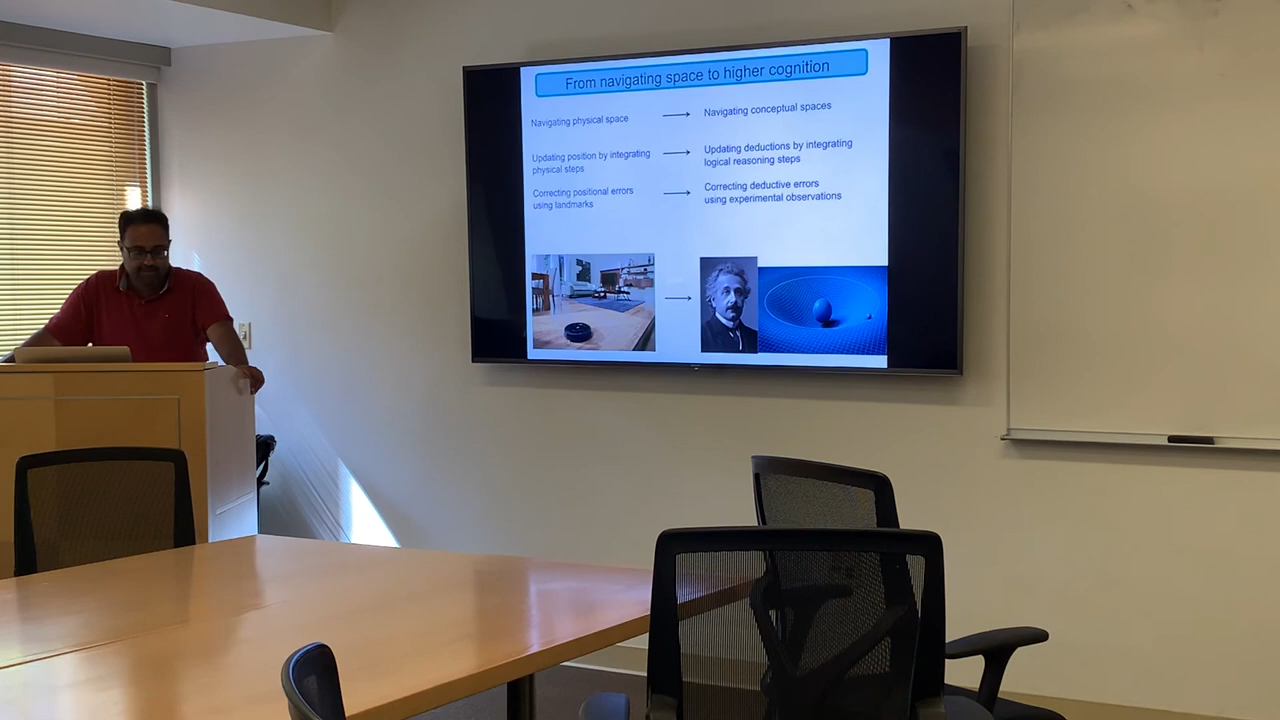 From navigating space to higher cognition
Navigating physical space
Navigating conceptual spaces
Updating position by integrating
physical steps
Updating deductions by integrating
logical reasoning steps
Correcting positional errors
using landmarks
Correcting deductive errors
using experimental observations